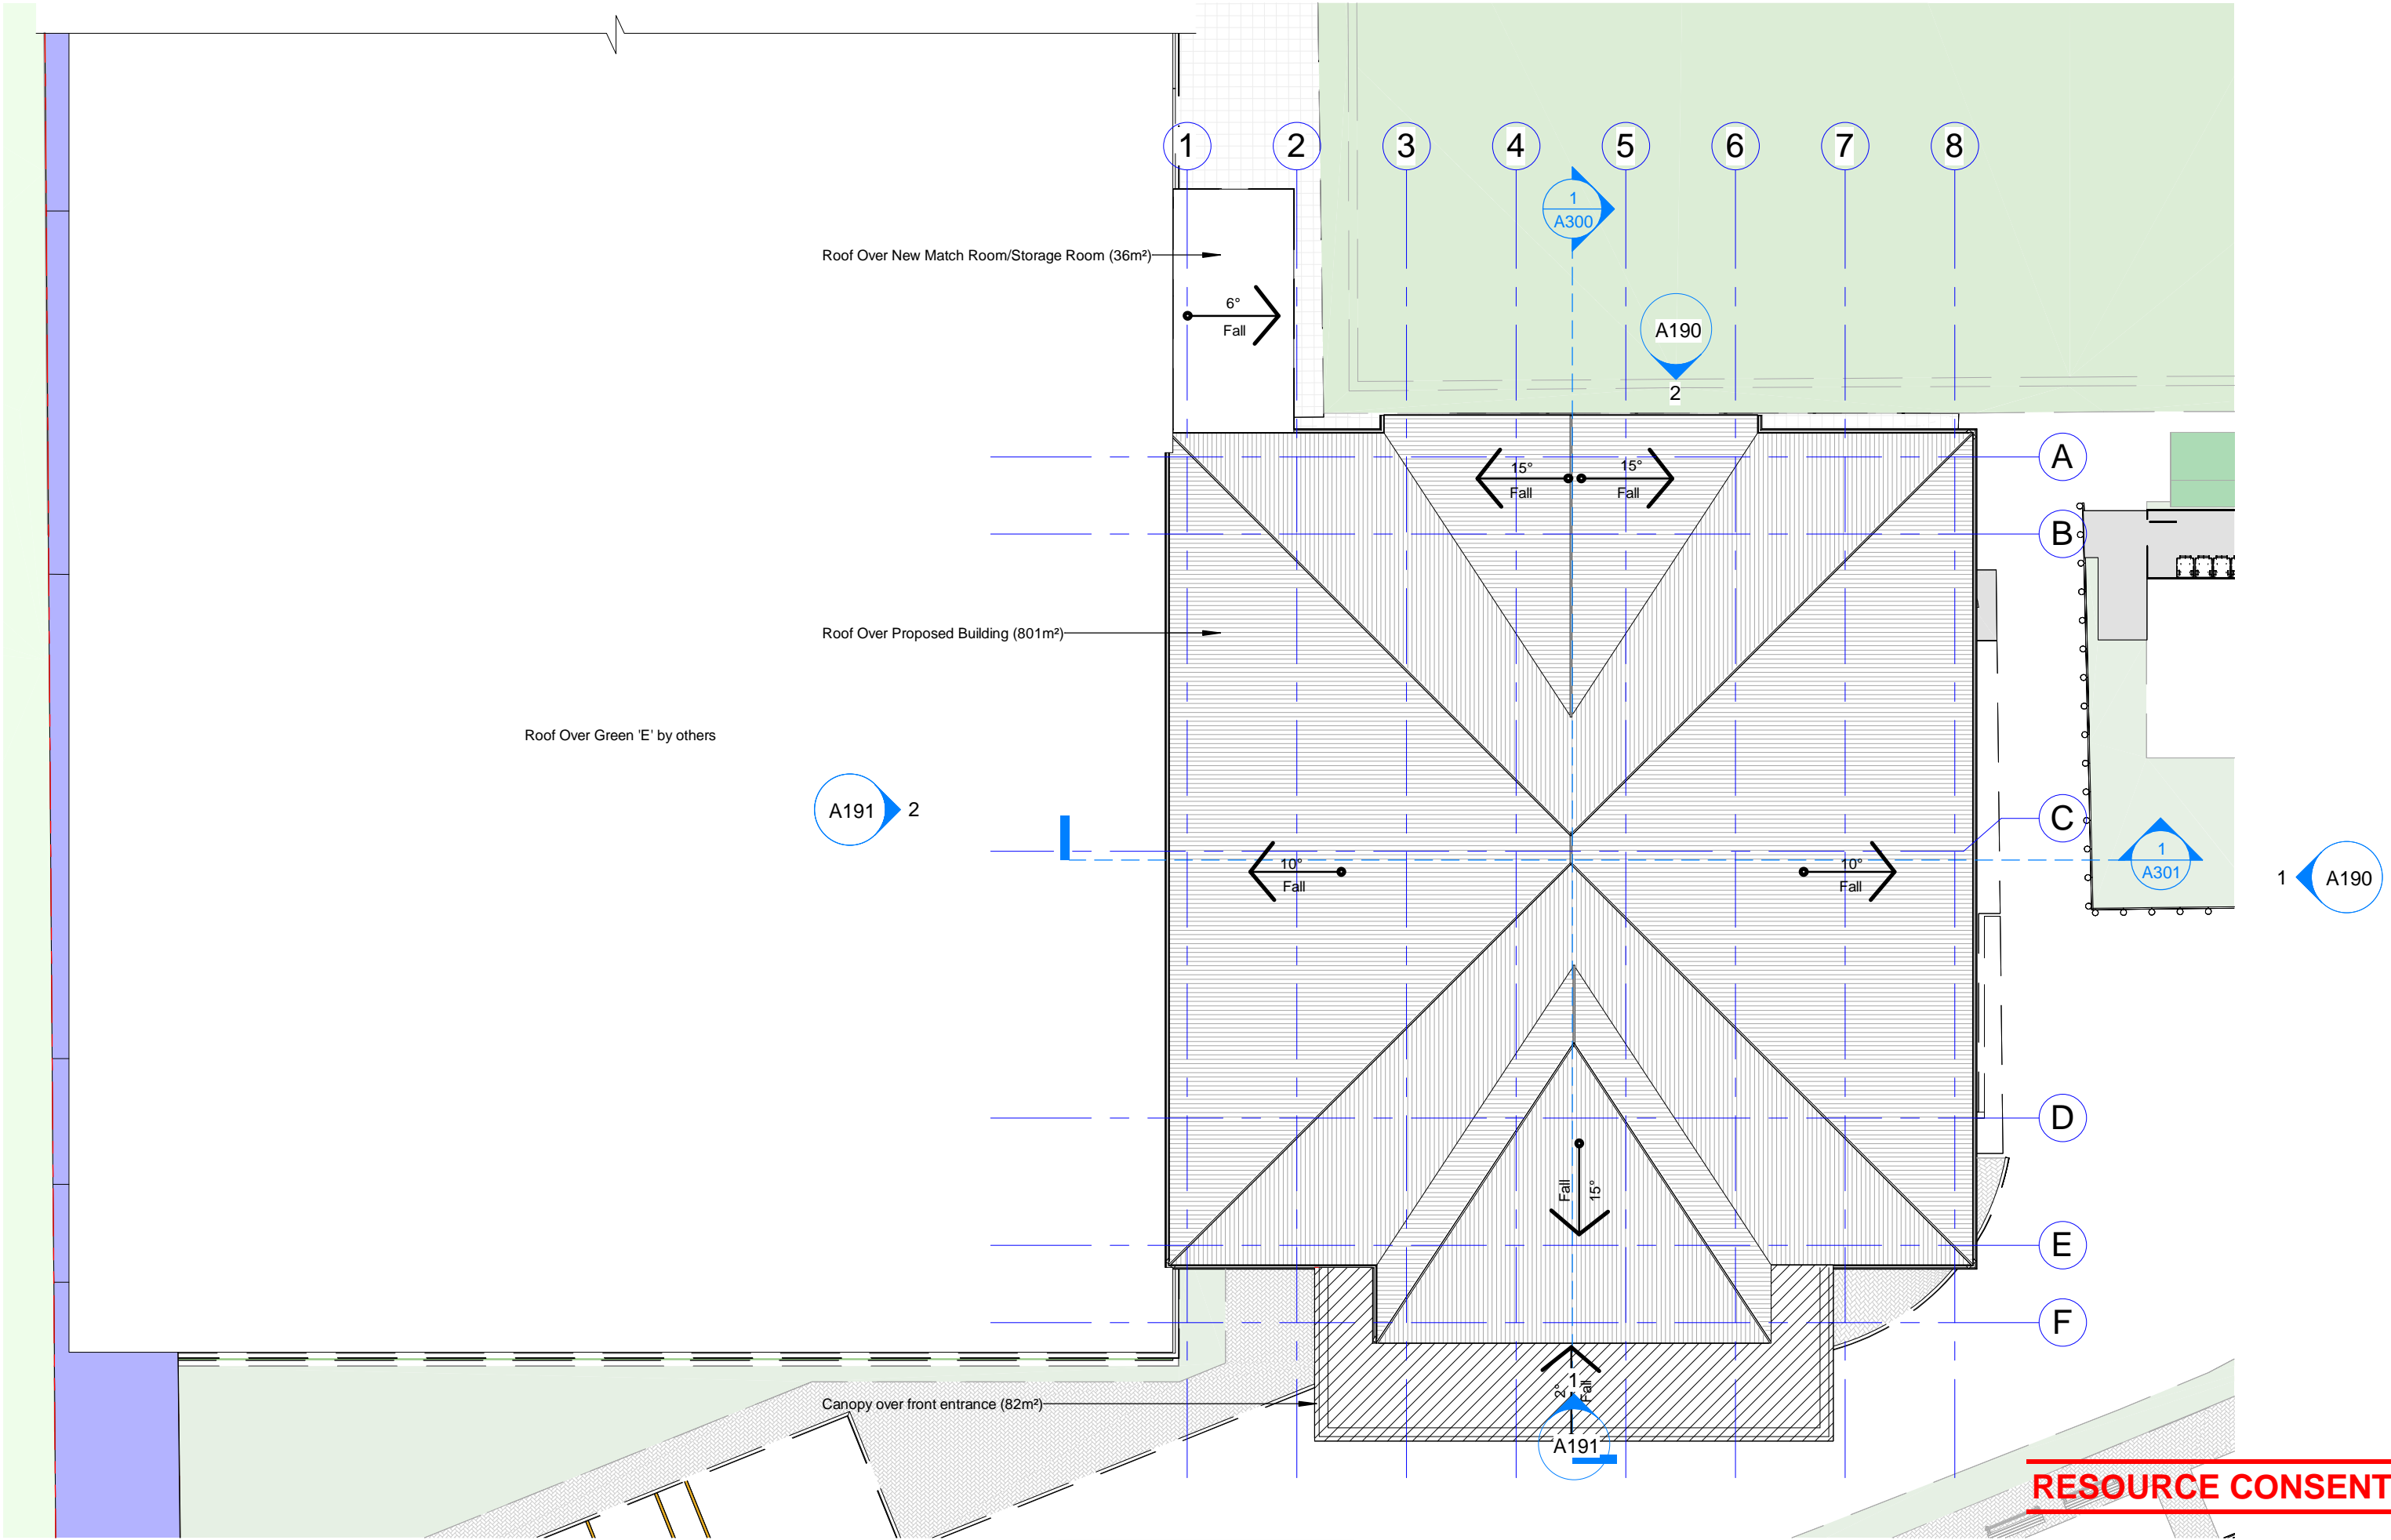 1
2
3
4
5
6
7
8
1
A300
Roof Over New Match Room/Storage Room (36m²)
6°
Fall
A190
2
A
15°
Fall
15°
Fall
B
Roof Over Proposed Building (801m²)
Roof Over Green 'E' by others
A191
2
C
10°
Fall
10°
Fall
1
A301
1
A190
D
Fall
15°
E
F
1
2°
Fall
Canopy over front entrance (82m²)
A191
RESOURCE CONSENT